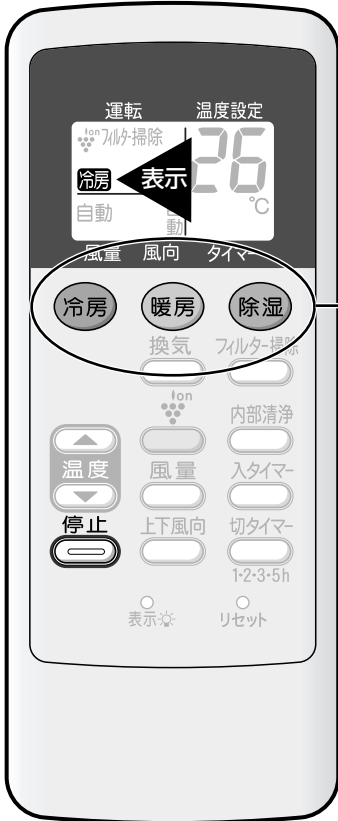 運転 温度設定
Ion フィルター掃除
26
冷房 表示
℃
自動 自動
風量 風向 タイマー
冷房 暖房 除湿
換気 フィルター掃除
Ion 内部清浄
温度 風量 入タイマー
停止 上下風向 切タイマー
1・2・3・5h
表示 リセット